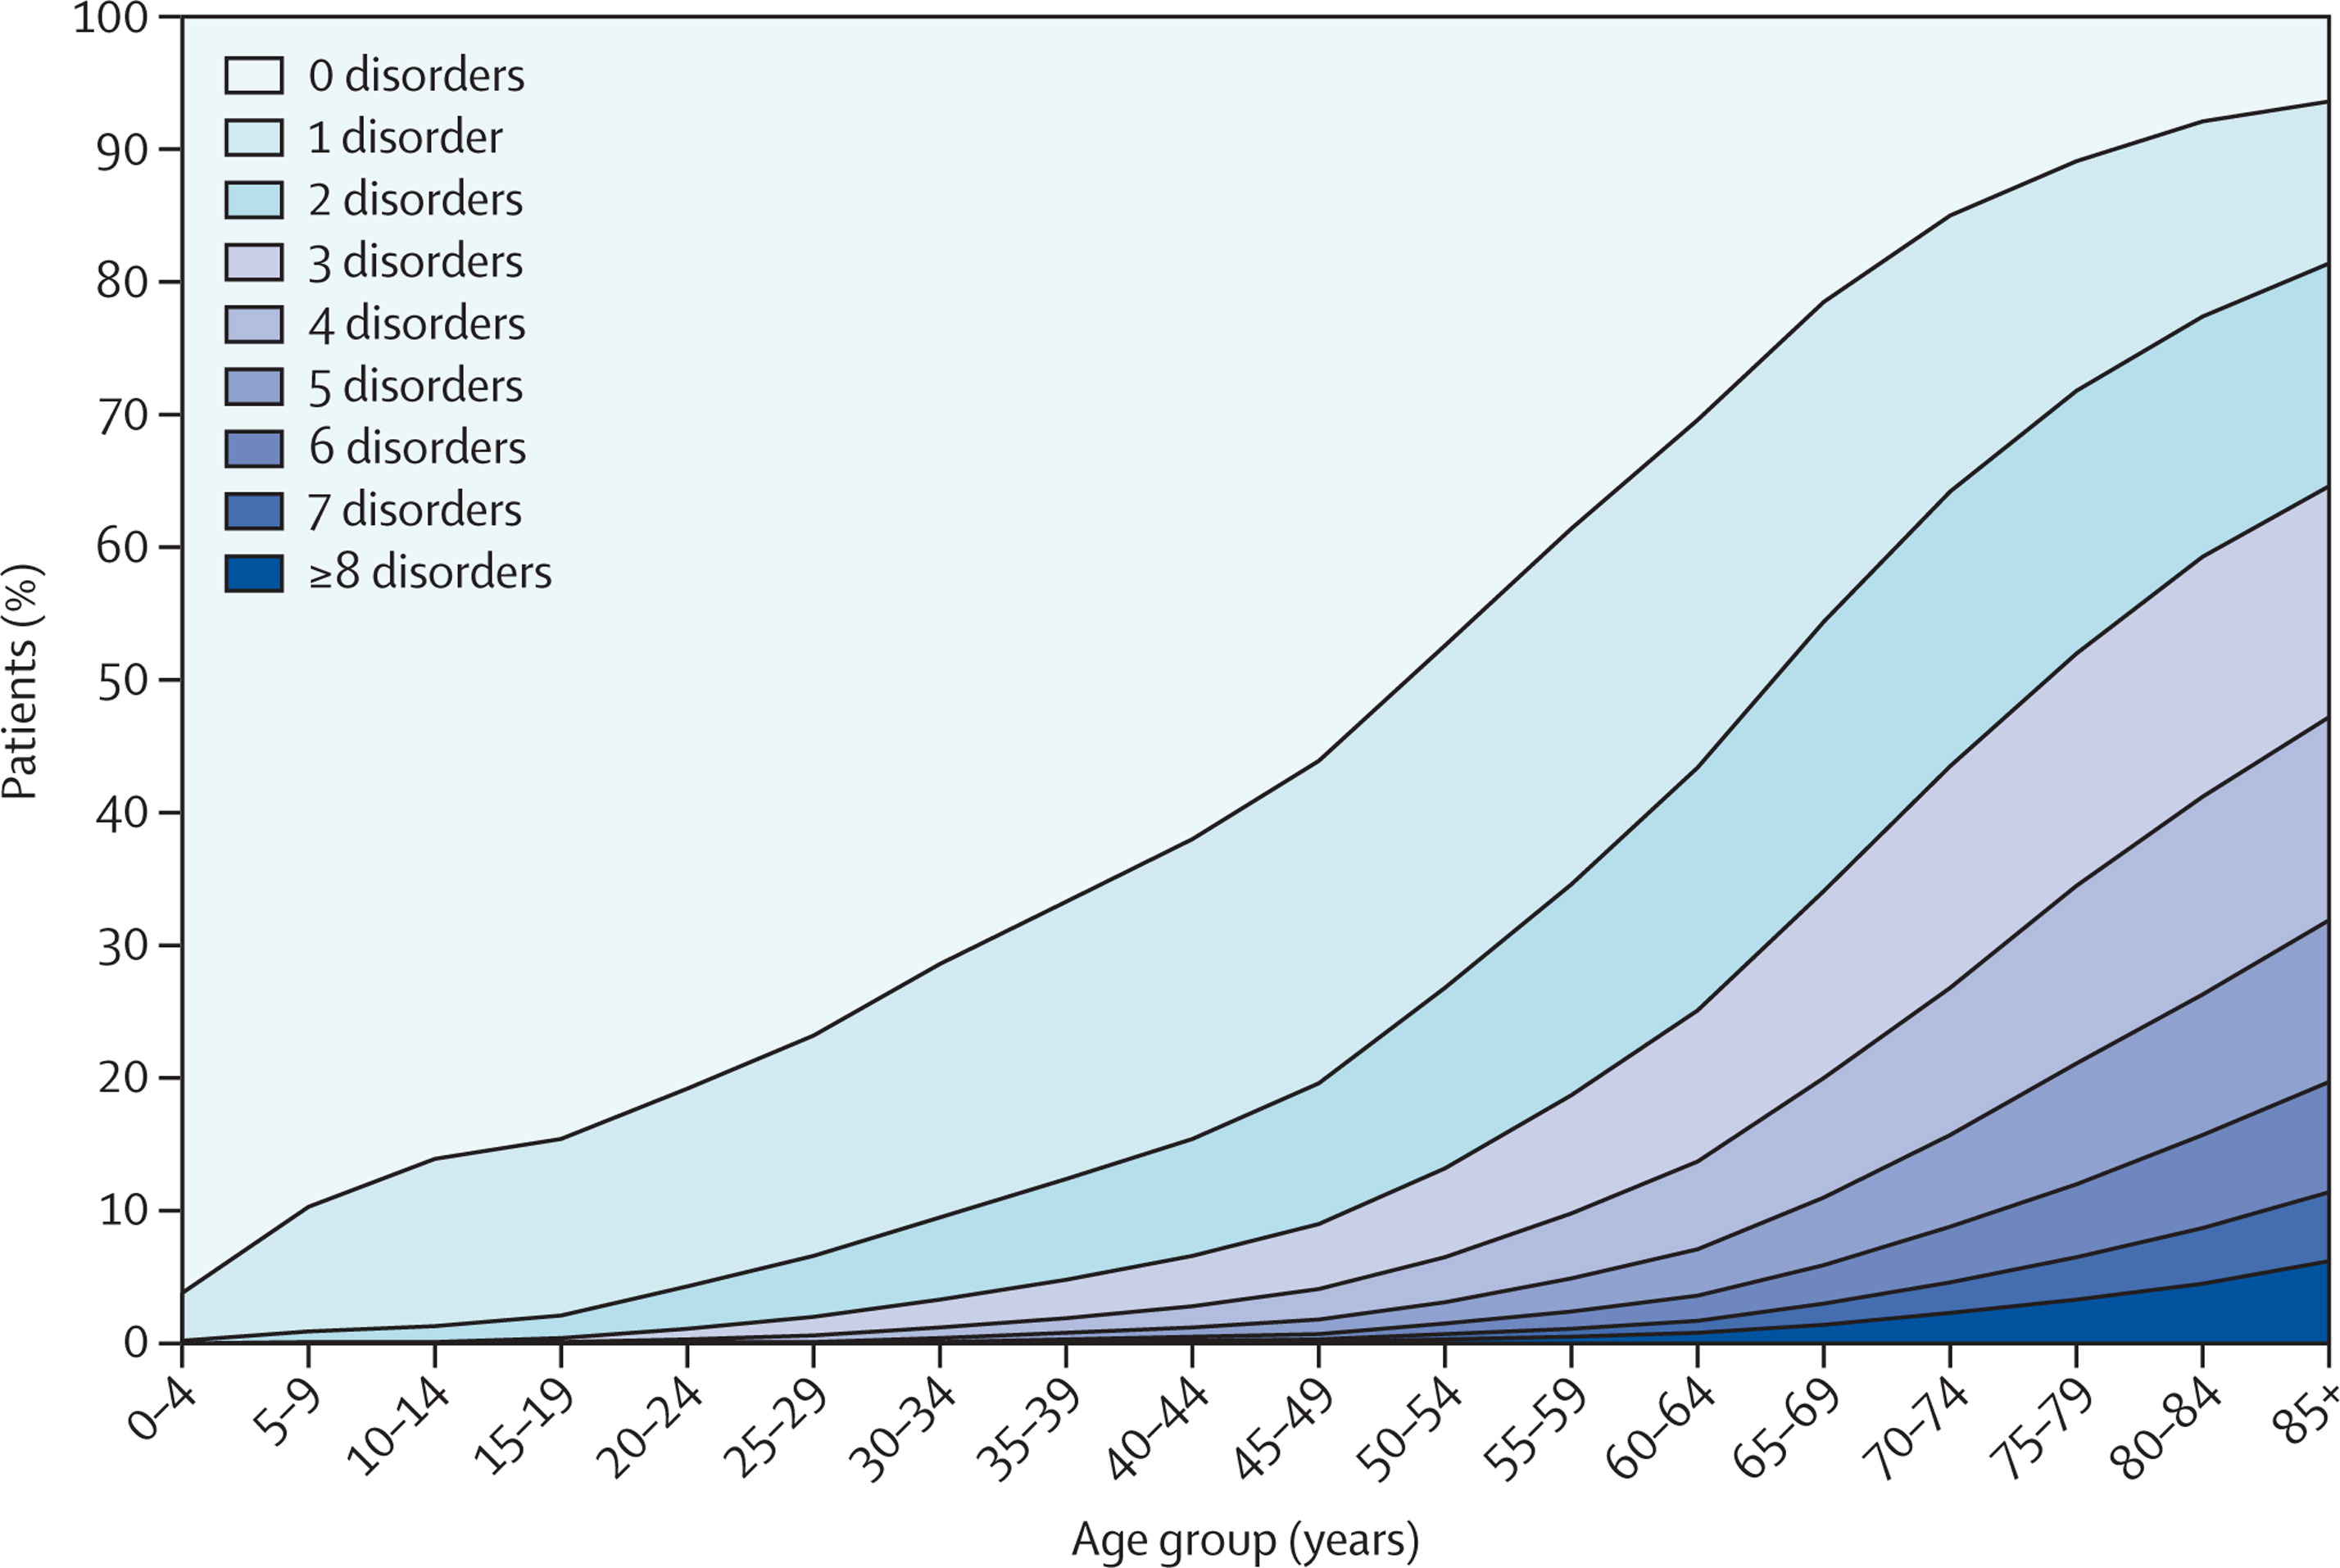 100
90
80
70
60
50
40
30
20
10
0
Patients (%)
0 disorders
1 disorder
2 disorders
3 disorders
4 disorders
5 disorders
6 disorders
7 disorders
≥8 disorders
0–4
5–9
10–14
15–19
20–24
25–29
30–34
35–39
40–44
45–49
50–54
55–59
60–64
65–69
70–74
75–79
80–84
85+
Age group (years)